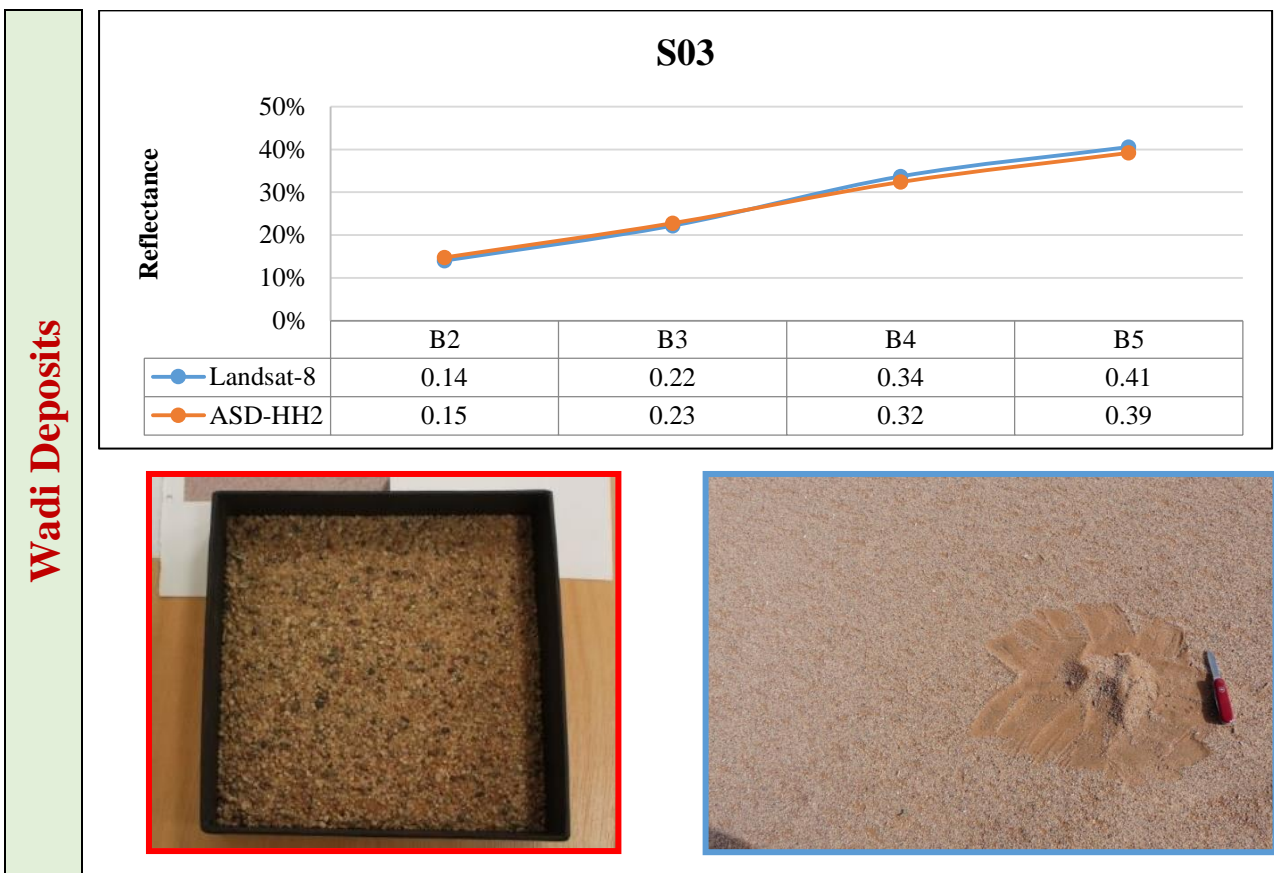 Wadi Deposits
S03
Reflectance
50%
40%
30%
20%
10%
0%
B2 B3 B4 B5
Landsat-8 0.14 0.22 0.34 0.41
ASD-HH2 0.15 0.23 0.32 0.39